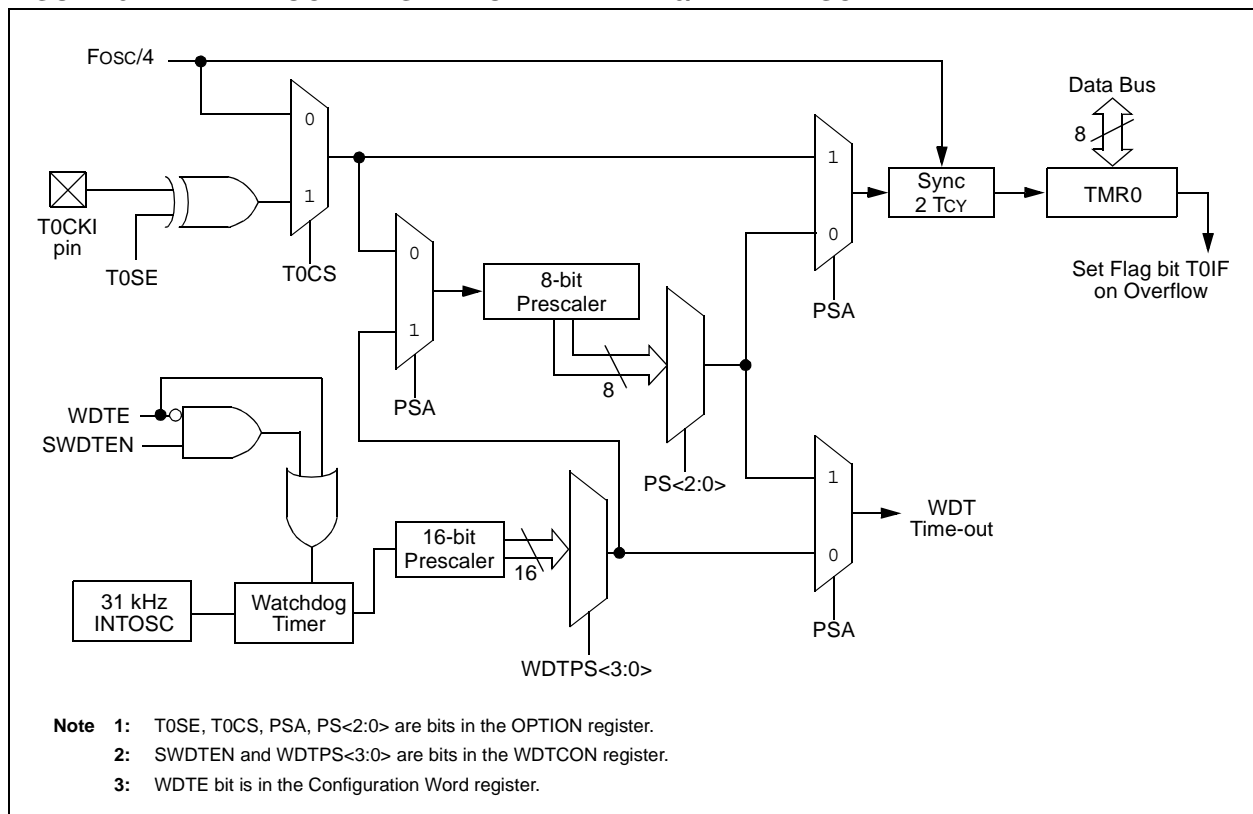 FOSC/4
Data Bus
8
0
1
T0CKI
pin
T0SE
T0CS
1
0
PSA
Sync
2 TCY
TMR0
Set Flag bit T0IF
on Overflow
0
1
PSA
8-bit
Prescaler
8
PS<2:0>
WDTE
SWDTEN
1
0
PSA
WDT
Time-out
16-bit
Prescaler
16
WDTPS<3:0>
31 kHz
INTOSC
Watchdog
Timer
Note 1: T0SE, T0CS, PSA, PS<2:0> are bits in the OPTION register.
2: SWDTEN and WDTPS<3:0> are bits in the WDTCON register.
3: WDTE bit is in the Configuration Word register.